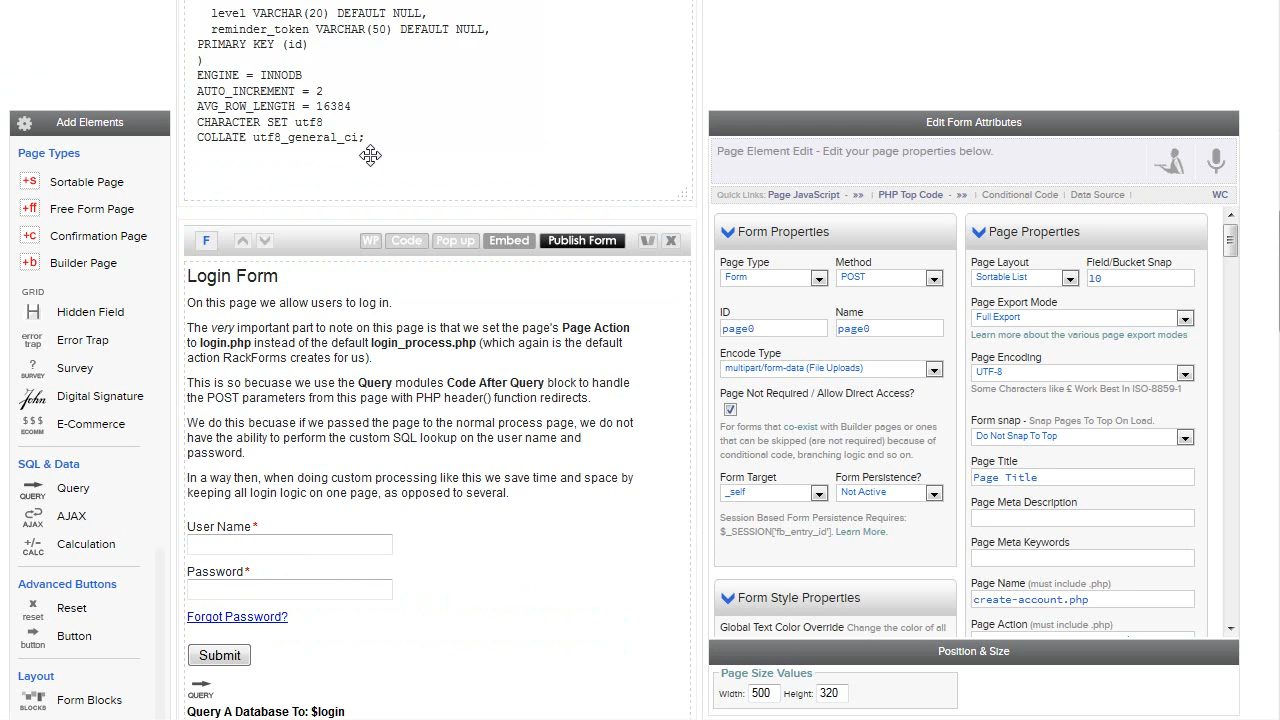 level VARCHAR(20) DEFAULT NULL,
reminder_token VARCHAR(50) DEFAULT NULL,
PRIMARY KEY (id)
)
ENGINE = INNODB
AUTO_INCREMENT = 2
AVG_ROW_LENGTH = 16384
CHARACTER SET utf8
COLLATE utf8_general_ci;
Add Elements
Page Types
+S Sortable Page
+ff Free Form Page
+c Confirmation Page
+b Builder Page
GRID
H Hidden Field
error trap Error Trap
? SURVEY Survey
John Digital Signature
$ $ $ ECOMM E-Commerce
SQL & Data
QUERY Query
AJAX AJAX
+/- CALC Calculation
Advanced Buttons
x reset Reset
button Button
Layout
BLOCKS Form Blocks
F WP Code Pop up Embed Publish Form X
Login Form
On this page we allow users to log in.
The very important part to note on this page is that we set the page's Page Action
to login.php instead of the default login_process.php (which again is the default
action RackForms creates for us).
This is so becuase we use the Query modules Code After Query block to handle
the POST parameters from this page with PHP header() function redirects.
We do this becuase if we passed the page to the normal process page, we do not
have the ability to perform the custom SQL lookup on the user name and
password.
In a way then, when doing custom processing like this we save time and space by
keeping all login logic on one page, as opposed to several.
User Name*
Password*
Forgot Password?
Submit
QUERY
Query A Database To: $login
Edit Form Attributes
Page Element Edit - Edit your page properties below.
Quick Links: Page JavaScript - »» | PHP Top Code - »» | Conditional Code | Data Source | WC
Form Properties
Page Type Method
Form POST
ID Name
page0 page0
Encode Type
multipart/form-data (File Uploads)
Page Not Required / Allow Direct Access?
For forms that co-exist with Builder pages or ones
that can be skipped (are not required) because of
conditional code, branching logic and so on.
Form Target Form Persistence?
_self Not Active
Session Based Form Persistence Requires:
$_SESSION['fb_entry_id']. Learn More.
Form Style Properties
Global Text Color Override Change the color of all
Page Properties
Page Layout Field/Bucket Snap
Sortable List 10
Page Export Mode
Full Export
Learn more about the various page export modes
Page Encoding
UTF-8
Some Characters like £ Work Best In ISO-8859-1
Form snap - Snap Pages To Top On Load.
Do Not Snap To Top
Page Title
Page Title
Page Meta Description
Page Meta Keywords
Page Name (must include .php)
create-account.php
Page Action (must include .php)
Position & Size
Page Size Values
Width: 500 Height: 320